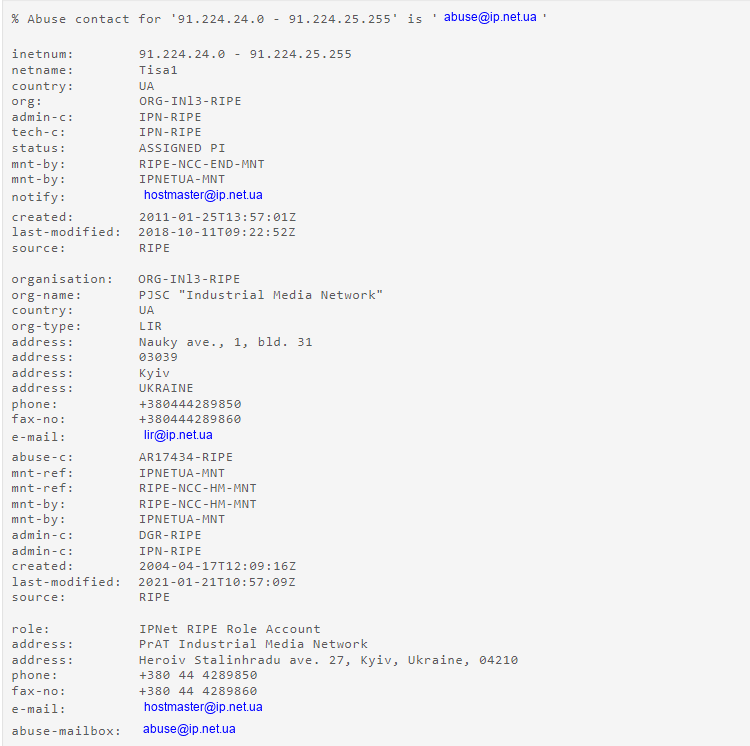 % Abuse contact for '91.224.24.0 - 91.224.25.255' is ' abuse@ip.net.ua '
inetnum: 91.224.24.0 - 91.224.25.255
netname: Tisa1
country: UA
org: ORG-INl3-RIPE
admin-c: IPN-RIPE
tech-c: IPN-RIPE
status: ASSIGNED PI
mnt-by: RIPE-NCC-END-MNT
mnt-by: IPNETUA-MNT
notify: hostmaster@ip.net.ua
created: 2011-01-25T13:57:01Z
last-modified: 2018-10-11T09:22:52Z
source: RIPE
organisation: ORG-INl3-RIPE
org-name: PJSC "Industrial Media Network"
country: UA
org-type: LIR
address: Nauky ave., 1, bld. 31
address: 03039
address: Kyiv
address: UKRAINE
phone: +380444289850
fax-no: +380444289860
e-mail: lir@ip.net.ua
abuse-c: AR17434-RIPE
mnt-ref: IPNETUA-MNT
mnt-ref: RIPE-NCC-HM-MNT
mnt-by: RIPE-NCC-HM-MNT
mnt-by: IPNETUA-MNT
admin-c: DGR-RIPE
admin-c: IPN-RIPE
created: 2004-04-17T12:09:16Z
last-modified: 2021-01-21T10:57:09Z
source: RIPE
role: IPNet RIPE Role Account
address: PrAT Industrial Media Network
address: Heroiv Stalinhradu ave. 27, Kyiv, Ukraine, 04210
phone: +380 44 4289850
fax-no: +380 44 4289860
e-mail: hostmaster@ip.net.ua
abuse-mailbox: abuse@ip.net.ua